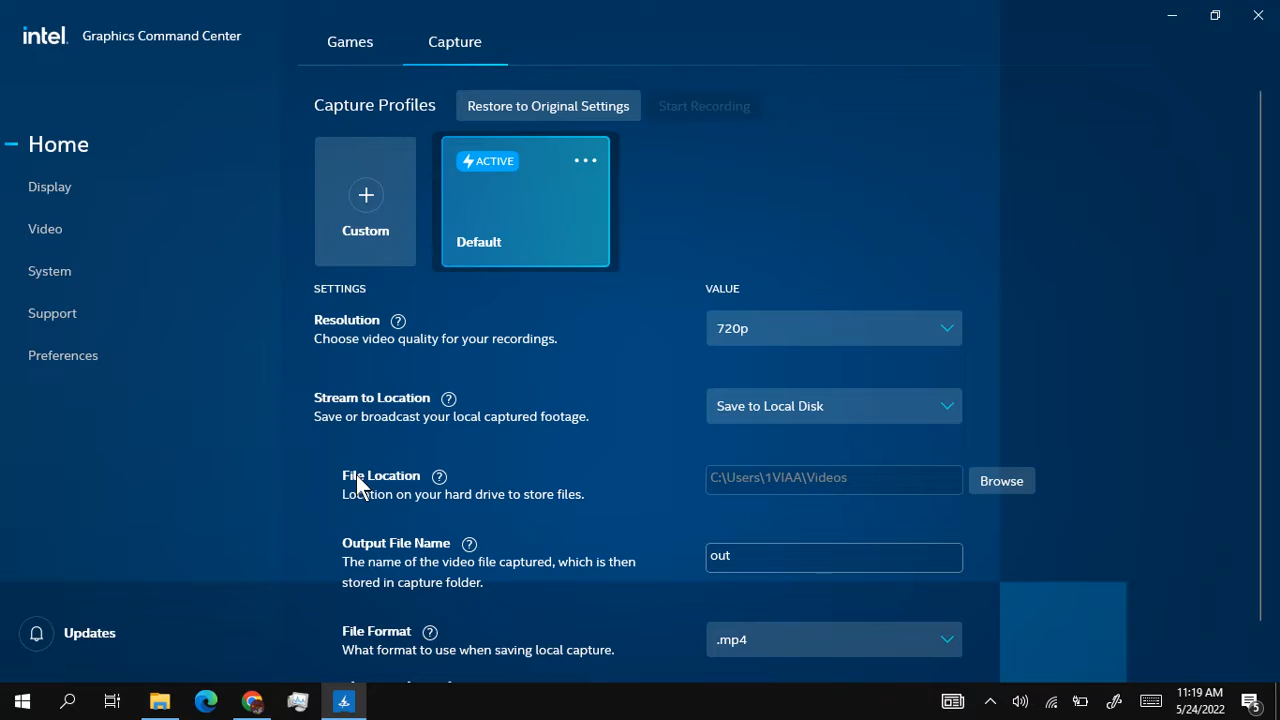 intel. Graphics Command Center
Games
Capture
Capture Profiles
Restore to Original Settings
Start Recording
Home
Display
Video
System
Support
Preferences
Custom
ACTIVE
Default
SETTINGS
VALUE
Resolution ?
Choose video quality for your recordings.
720p
Stream to Location ?
Save or broadcast your local captured footage.
Save to Local Disk
File Location ?
Location on your hard drive to store files.
C:\Users\1VIAA\Videos
Browse
Output File Name ?
The name of the video file captured, which is then
stored in capture folder.
out
File Format ?
What format to use when saving local capture.
.mp4
Updates
11:19 AM
5/24/2022
5